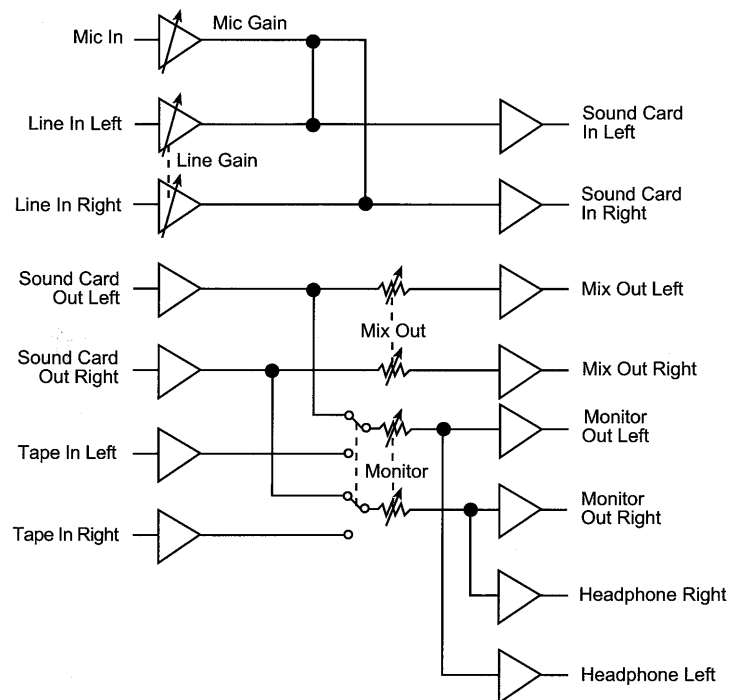 Mic In
Mic Gain
Line In Left
Sound Card
In Left
Line Gain
Line In Right
Sound Card
In Right
Sound Card
Out Left
Mix Out Left
Mix Out
Sound Card
Out Right
Mix Out Right
Monitor
Out Left
Tape In Left
Monitor
Monitor
Out Right
Tape In Right
Headphone Right
Headphone Left